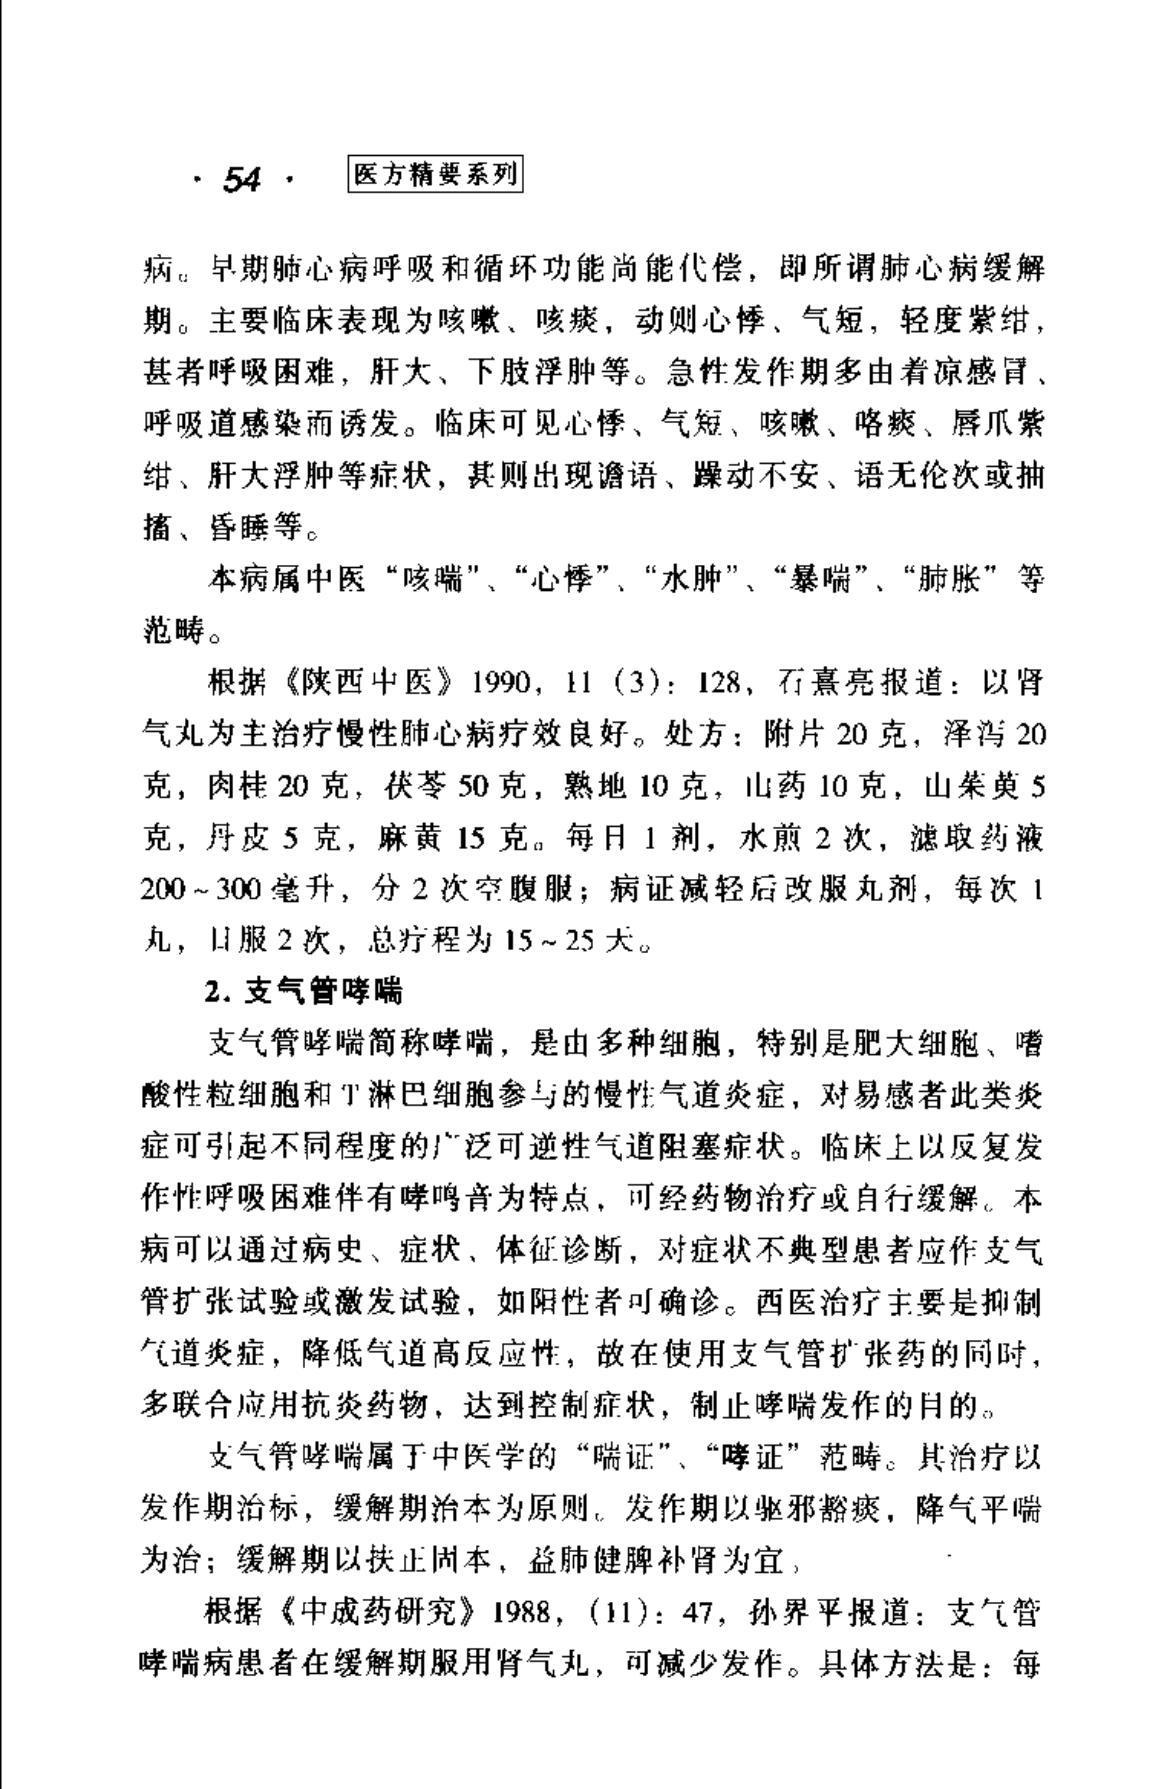 · 54 · 医方精要系列
病。早期肺心病呼吸和循环功能尚能代偿，即所谓肺心病缓解
期。主要临床表现为咳嗽、咳痰，动则心悸、气短，轻度紫绀，
甚者呼吸困难，肝大、下肢浮肿等。急性发作期多由着凉感冒、
呼吸道感染而诱发。临床可见心悸、气短、咳嗽、咯痰、唇爪紫
绀、肝大浮肿等症状，甚则出现谵语、躁动不安、语无伦次或抽
搐、昏睡等。
本病属中医“咳喘”、“心悸”、“水肿”、“暴喘”、“肺胀”等
范畴。
根据《陕西中医》1990，11（3）：128，石熹亮报道：以肾
气丸为主治疗慢性肺心病疗效良好。处方：附片 20 克，泽泻 20
克，肉桂 20 克，茯苓 50 克，熟地 10 克，山药 10 克，山茱萸 5
克，丹皮 5 克，麻黄 15 克。每日 1 剂，水煎 2 次，滤取药液
200～300 毫升，分 2 次空腹服；病证减轻后改服丸剂，每次 1
丸，日服 2 次，总疗程为 15～25 天。
2. 支气管哮喘
支气管哮喘简称哮喘，是由多种细胞，特别是肥大细胞、嗜
酸性粒细胞和 T 淋巴细胞参与的慢性气道炎症，对易感者此类炎
症可引起不同程度的广泛可逆性气道阻塞症状。临床上以反复发
作性呼吸困难伴有哮鸣音为特点，可经药物治疗或自行缓解。本
病可以通过病史、症状、体征诊断，对症状不典型患者应作支气
管扩张试验或激发试验，如阳性者可确诊。西医治疗主要是抑制
气道炎症，降低气道高反应性，故在使用支气管扩张药的同时，
多联合应用抗炎药物，达到控制症状，制止哮喘发作的目的。
支气管哮喘属于中医学的“喘证”、“哮证”范畴。其治疗以
发作期治标，缓解期治本为原则。发作期以驱邪豁痰，降气平喘
为治；缓解期以扶正固本，益肺健脾补肾为宜。
根据《中成药研究》1988，（11）：47，孙界平报道：支气管
哮喘病患者在缓解期服用肾气丸，可减少发作。具体方法是：每